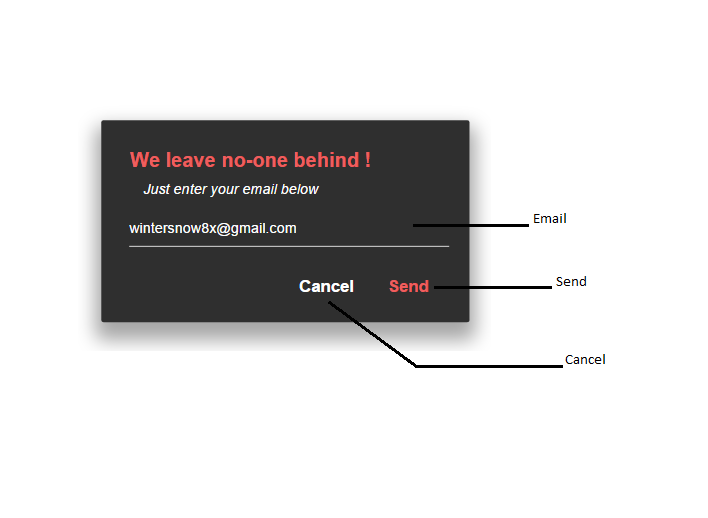 We leave no-one behind !
Just enter your email below
wintersnow8x@gmail.com
Email
Cancel
Send
Send
Cancel